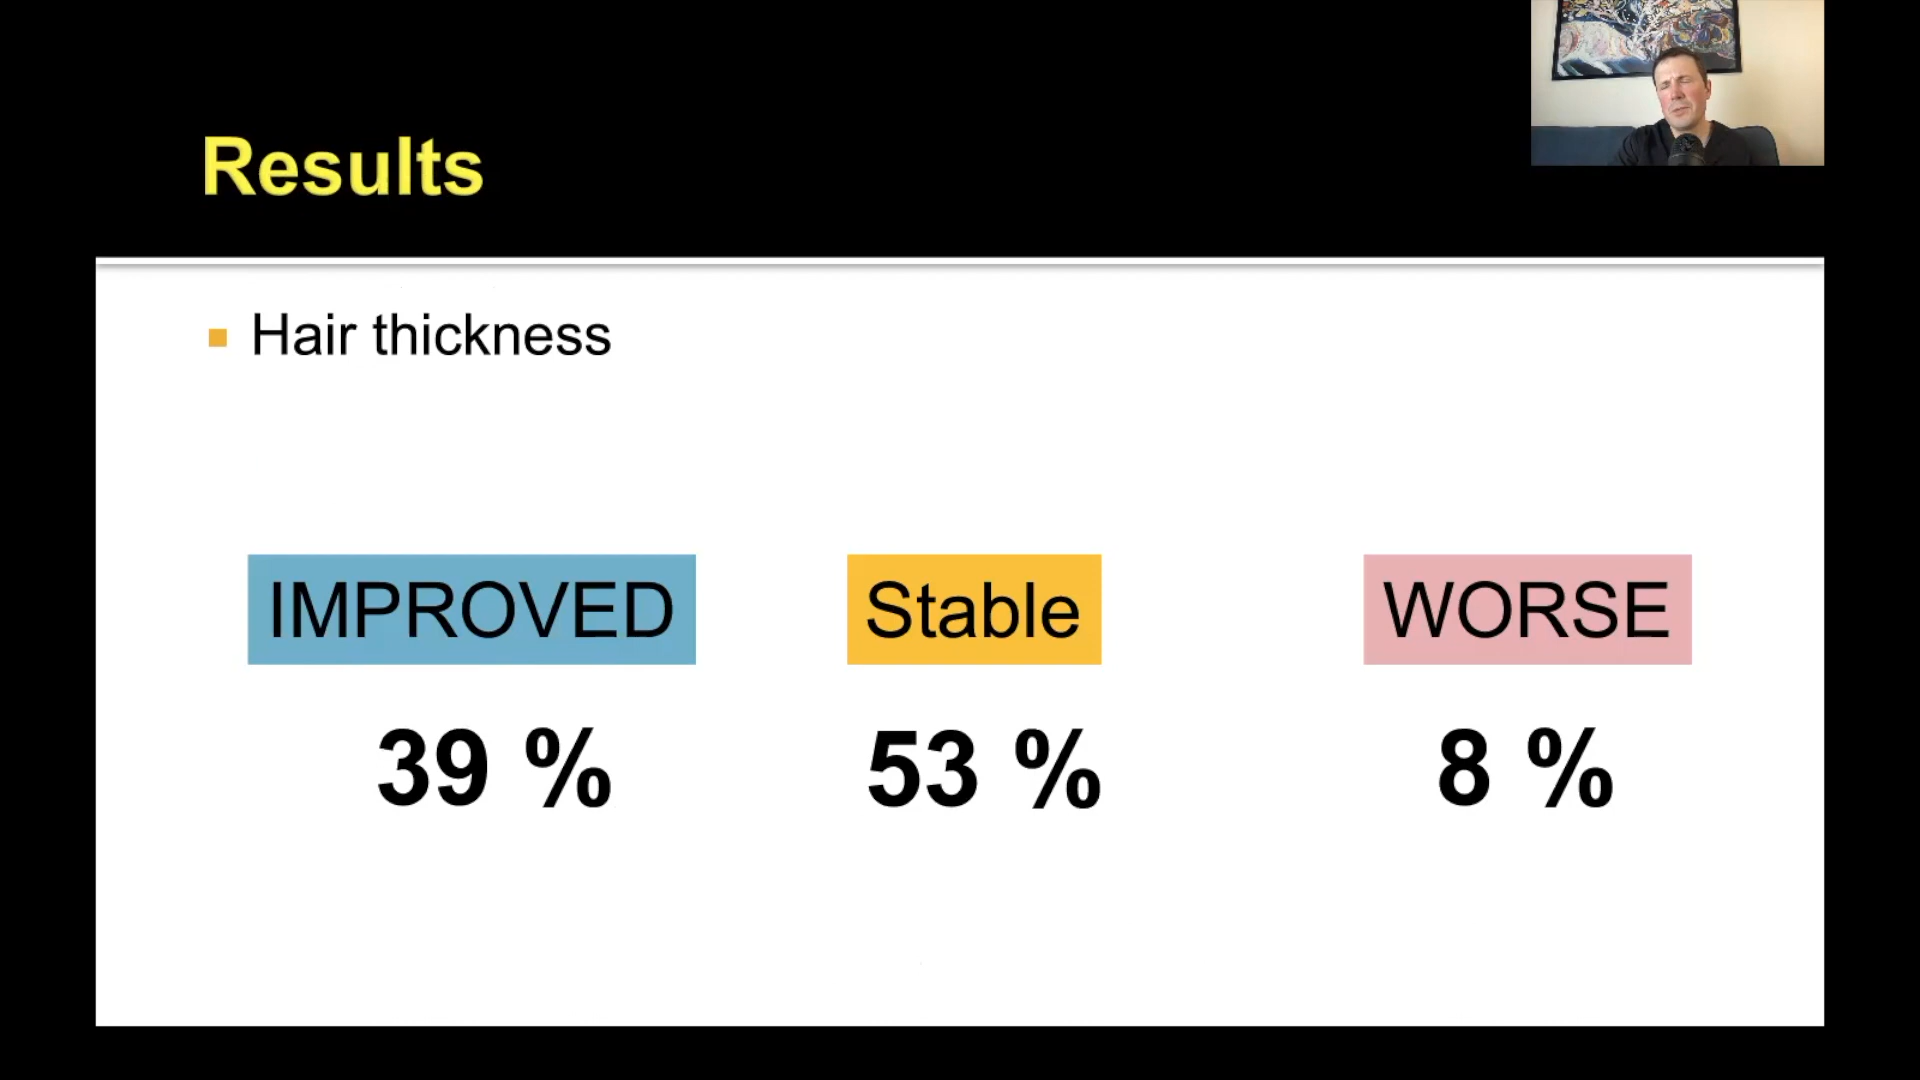 Results
Hair thickness
IMPROVED Stable WORSE
39 % 53 % 8 %